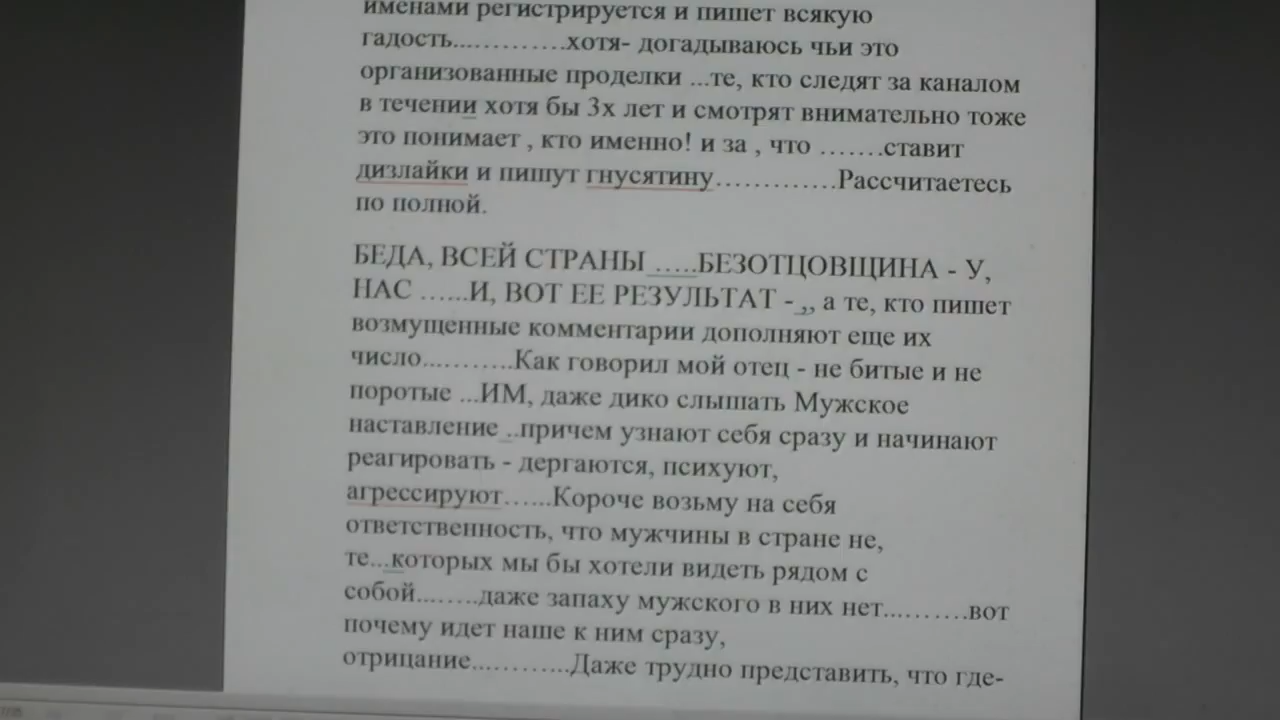 именами регистрируется и пишет всякую
гадость...……….хотя- догадываюсь чьи это
организованные проделки ...те, кто следят за каналом
в течении хотя бы 3х лет и смотрят внимательно тоже
это понимает , кто именно! и за , что …….ставит
дизлайки и пишут гнусятину………….Рассчитаетесь
по полной.
БЕДА, ВСЕЙ СТРАНЫ …..БЕЗОТЦОВЩИНА - У,
НАС …...И, ВОТ ЕЕ РЕЗУЛЬТАТ - ,, а те, кто пишет
возмущенные комментарии дополняют еще их
число...…….Как говорил мой отец - не битые и не
поротые ...ИМ, даже дико слышать Мужское
наставление ..причем узнают себя сразу и начинают
реагировать - дергаются, психуют,
агрессируют…...Короче возьму на себя
ответственность, что мужчины в стране не,
те...которых мы бы хотели видеть рядом с
собой...…..даже запаху мужского в них нет...…….вот
почему идет наше к ним сразу,
отрицание...……..Даже трудно представить, что где-